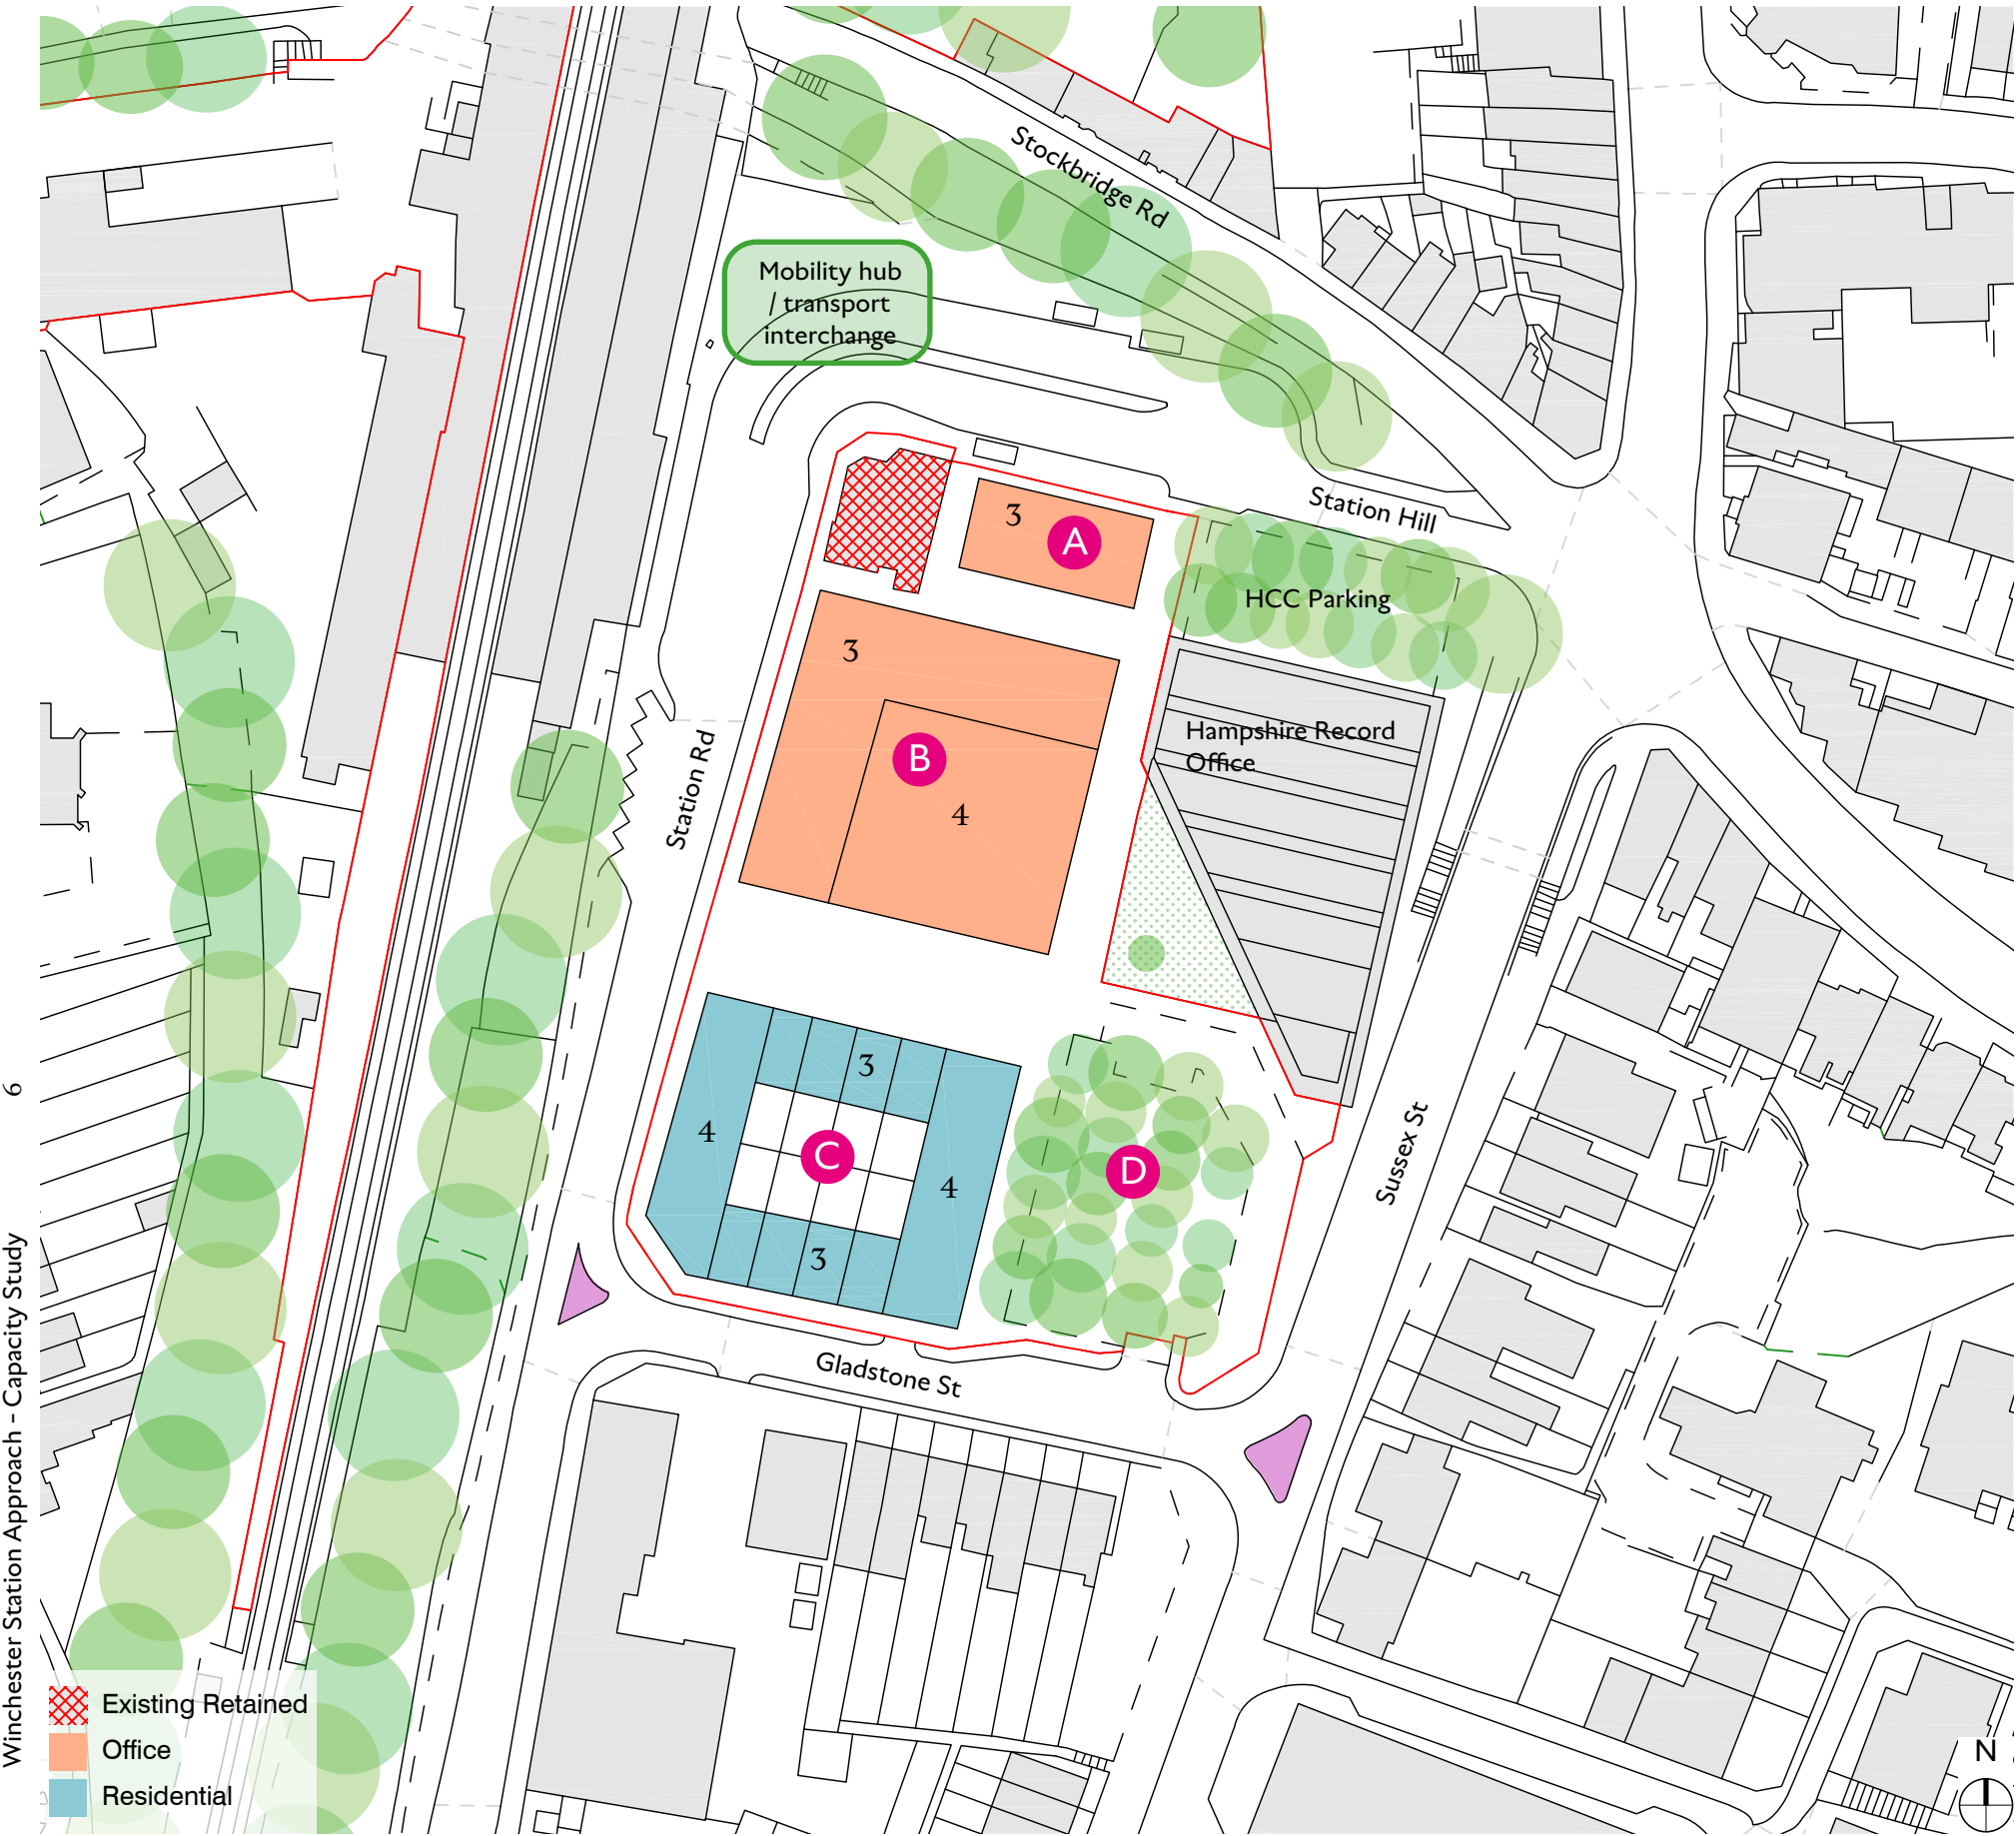 Stockbridge Rd
Mobility hub
/ transport
interchange
Station Hill
3
A
HCC Parking
3
B
4
Hampshire Record
Office
Station Rd
3
4
C
4
3
D
Sussex St
Gladstone St
Winchester Station Approach - Capacity Study 6
Existing Retained
Office
Residential
N